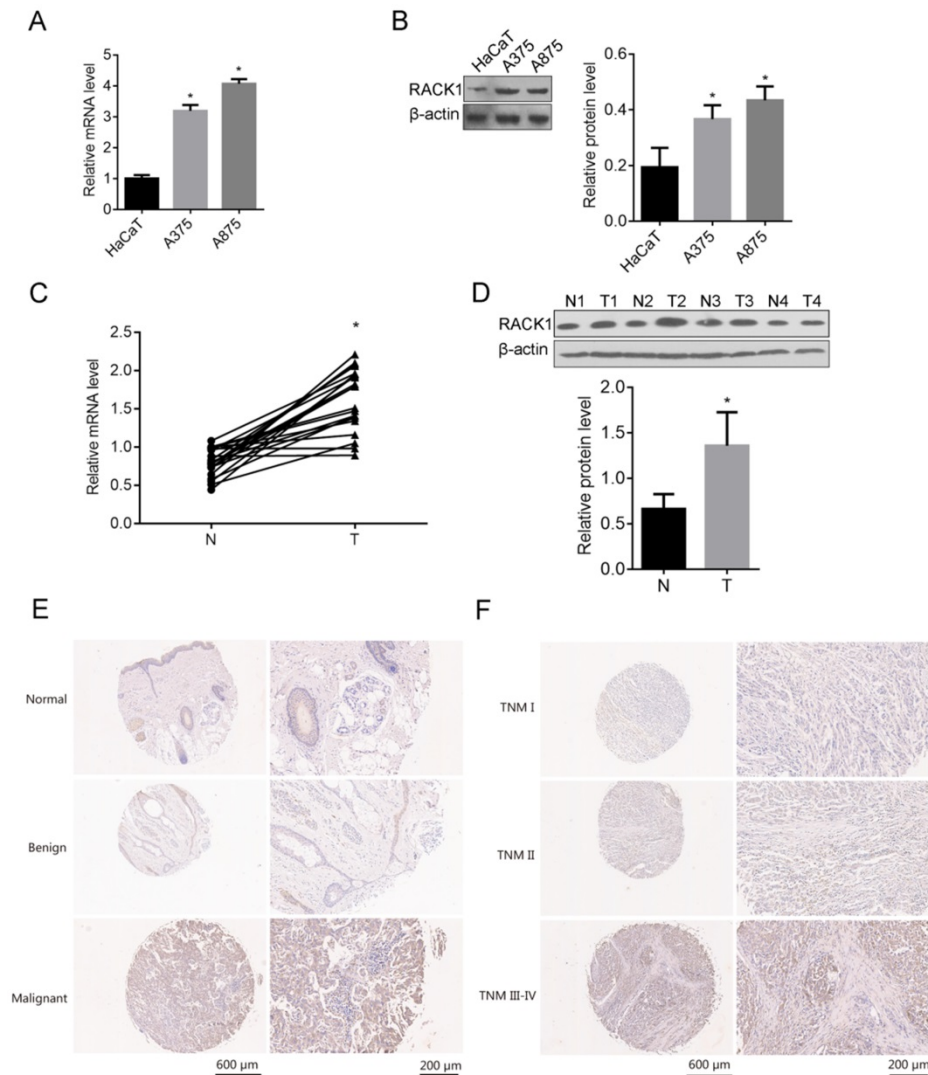 A
Relative mRNA level
5
4
3
2
1
0
*
*
HaCaT
A375
A875
B
HaCaT
A375
A875
RACK1
β-actin
Relative protein level
0.6
0.4
0.2
0.0
*
*
HaCaT
A375
A875
C
Relative mRNA level
2.5
2.0
1.5
1.0
0.5
0.0
*
N
T
D
N1 T1 N2 T2 N3 T3 N4 T4
RACK1
β-actin
Relative protein level
2.0
1.5
1.0
0.5
0.0
*
N
T
E
Normal
Benign
Malignant
600 μm
200 μm
F
TNM I
TNM II
TNM III-IV
600 μm
200 μm